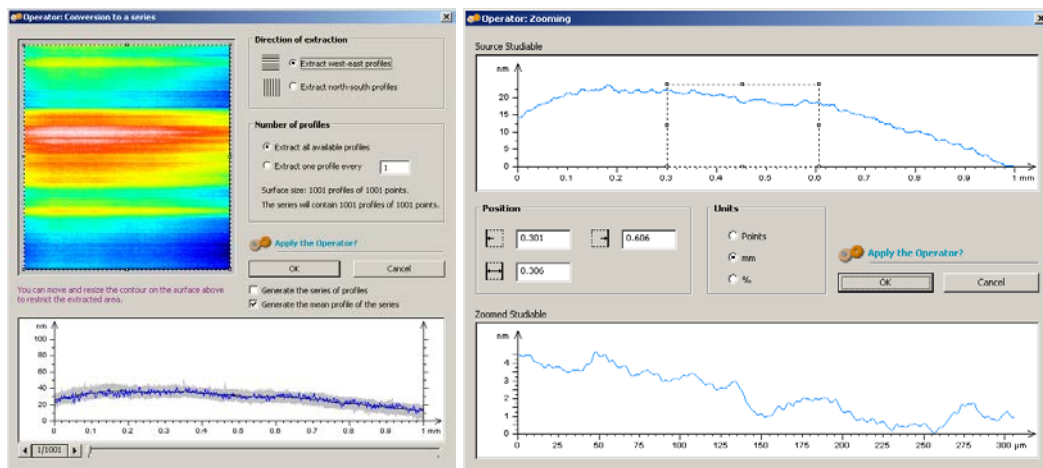 Operator: Conversion to a series
Direction of extraction
Extract west-east profiles
Extract north-south profiles
Number of profiles
Extract all available profiles
Extract one profile every 1
Surface size: 1001 profiles of 1001 points.
The series will contain 1001 profiles of 1001 points.
Apply the Operator?
OK Cancel
You can move and resize the contour on the surface above
to restrict the extracted area.
Generate the series of profiles
Generate the mean profile of the series
nm
100
80
60
40
20
0
0 0.1 0.2 0.3 0.4 0.5 0.6 0.7 0.8 0.9 1 mm
1/1001
Operator: Zooming
Source Studiable
nm
20
15
10
5
0
0 0.1 0.2 0.3 0.4 0.5 0.6 0.7 0.8 0.9 1 mm
Position
0.301 0.606
0.306
Units
Points
mm
%
Apply the Operator?
OK Cancel
Zoomed Studiable
nm
4
3
2
1
0
0 25 50 75 100 125 150 175 200 225 250 275 300 µm